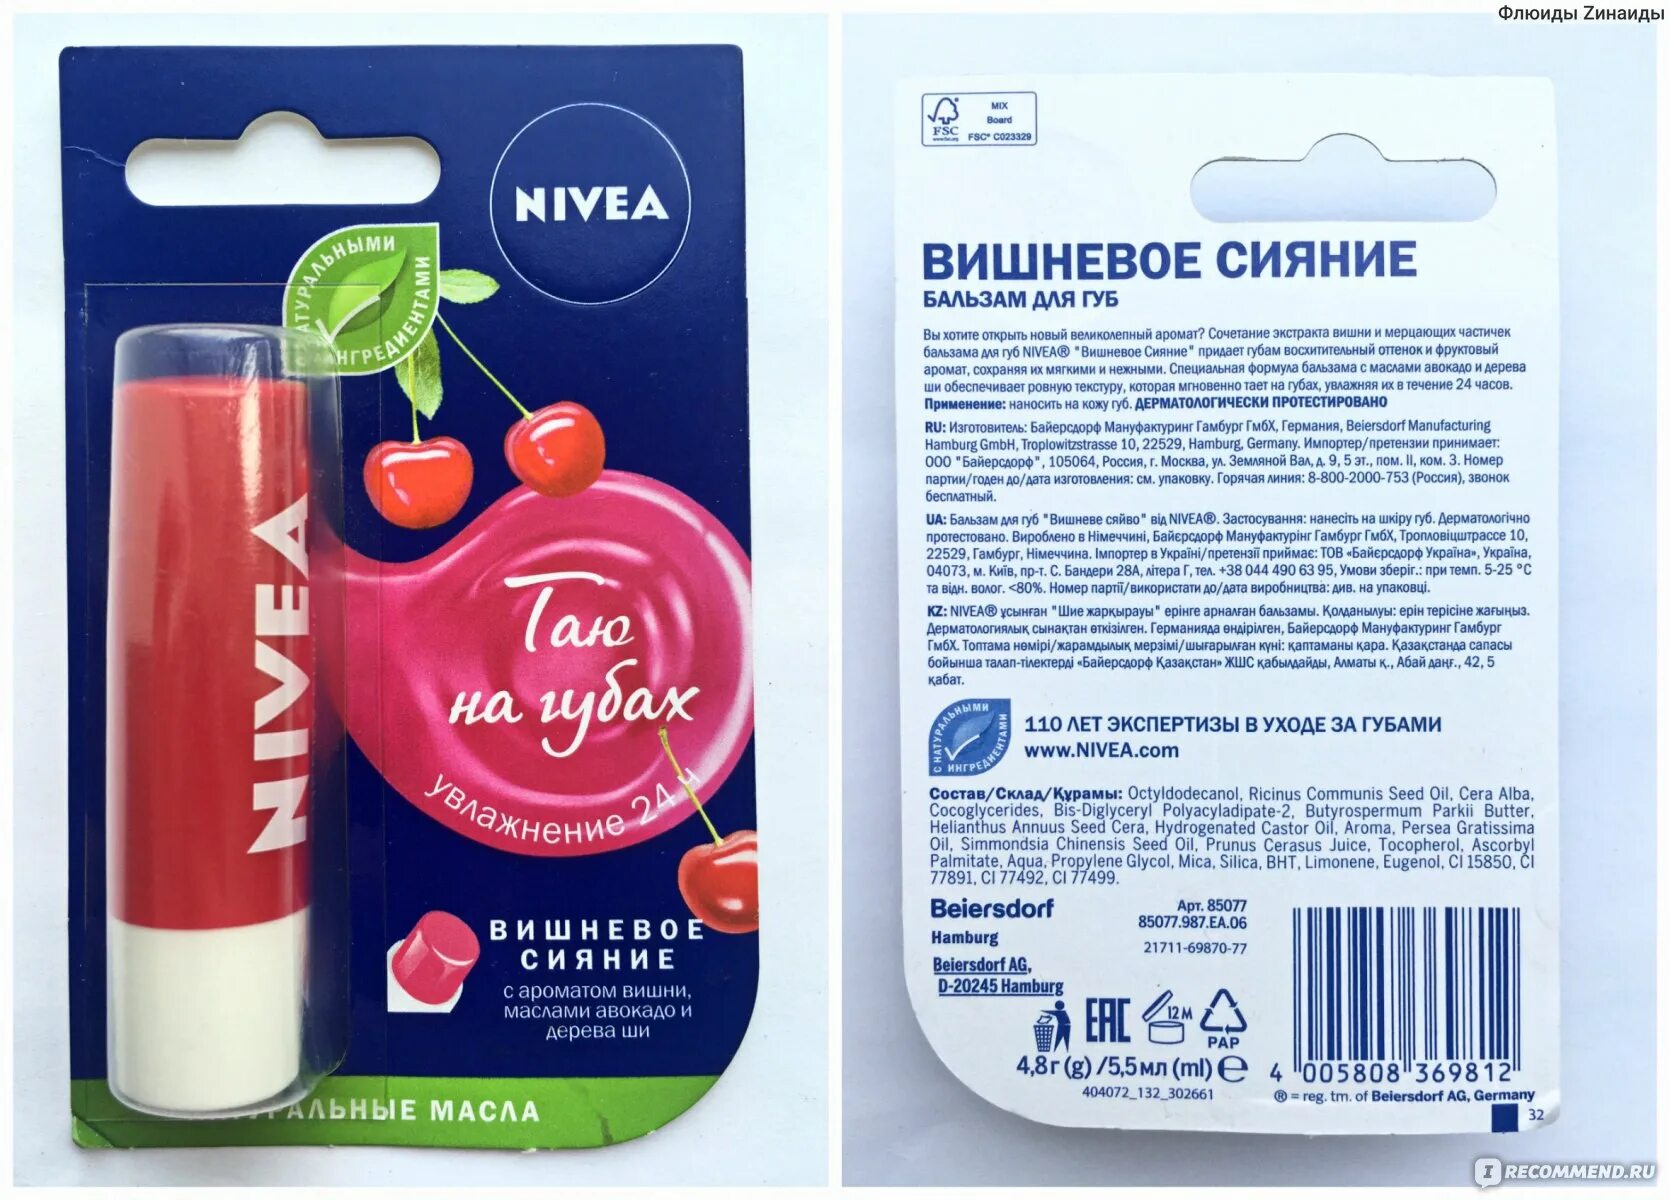 Флюиды Zинаиды
NIVEA
НАТУРАЛЬНЫМИ
С ИНГРЕДИЕНТАМИ
NIVEA
Таю
на губах
увлажнение 24 ч
ВИШНЕВОЕ
СИЯНИЕ
с ароматом вишни,
маслами авокадо и
дерева ши
МАСЛА
FSC
www.fsc.org
MIX
Board
FSC® C023329
ВИШНЕВОЕ СИЯНИЕ
БАЛЬЗАМ ДЛЯ ГУБ
Вы хотите открыть новый великолепный аромат? Сочетание экстракта вишни и мерцающих частичек
бальзама для губ NIVEA® "Вишневое Сияние" придает губам восхитительный оттенок и фруктовый
аромат, сохраняя их мягкими и нежными. Специальная формула бальзама с маслами авокадо и дерева
ши обеспечивает ровную текстуру, которая мгновенно тает на губах, увлажняя их в течение 24 часов.
Применение: наносить на кожу губ. ДЕРМАТОЛОГИЧЕСКИ ПРОТЕСТИРОВАНО
RU: Изготовитель: Байерсдорф Мануфактуринг Гамбург ГмбХ, Германия, Beiersdorf Manufacturing
Hamburg GmbH, Troplowitzstrasse 10, 22529, Hamburg, Germany. Импортер/претензии принимает:
ООО "Байерсдорф", 105064, Россия, г. Москва, ул. Земляной Вал, д. 9, 5 эт., пом. II, ком. 3. Номер
партии/годен до/дата изготовления: см. упаковку. Горячая линия: 8-800-2000-753 (Россия), звонок
бесплатный.
UA: Бальзам для губ "Вишневе сяйво" від NIVEA®. Застосування: нанесіть на шкіру губ. Дерматологічно
протестовано. Вироблено в Німеччині, Байєрсдорф Мануфактурінг Гамбург ГмбХ, Тропловіцштрассе 10,
22529, Гамбург, Німеччина. Імпортер в Україні/претензії приймає: ТОВ «Байєрсдорф Україна», Україна,
04073, м. Київ, пр-т. С. Бандери 28А, літера Г, тел. +38 044 490 63 95, Умови зберіг.: при темп. 5-25 °C
та відн. волог. <80%. Номер партії/використати до/дата виробництва: див. на упаковці.
KZ: NIVEA® ұсынған "Шие жарқырауы" ерінге арналған бальзамы. Қолданылуы: ерін терісіне жағыңыз.
Дерматологиялық сынақтан өткізілген. Германияда өндірілген, Байерсдорф Мануфактуринг Гамбург
ГмбХ. Топтама нөмірі/жарамдылық мерзімі/шығарылған күні: қаптаманы қара. Қазақстанда сапасы
бойынша талап-тілектерді «Байерсдорф Қазақстан» ЖШС қабылдайды, Алматы қ., Абай даңғ., 42, 5
қабат.
С НАТУРАЛЬНЫМИ
ИНГРЕДИЕНТАМИ
110 ЛЕТ ЭКСПЕРТИЗЫ В УХОДЕ ЗА ГУБАМИ
www.NIVEA.com
Состав/Склад/Құрамы: Octyldodecanol, Ricinus Communis Seed Oil, Cera Alba,
Cocoglycerides, Bis-Diglyceryl Polyacyladipate-2, Butyrospermum Parkii Butter,
Helianthus Annuus Seed Cera, Hydrogenated Castor Oil, Aroma, Persea Gratissima
Oil, Simmondsia Chinensis Seed Oil, Prunus Cerasus Juice, Tocopherol, Ascorbyl
Palmitate, Aqua, Propylene Glycol, Mica, Silica, BHT, Limonene, Eugenol, CI 15850, CI
77891, CI 77492, CI 77499.
Beiersdorf
Hamburg
Beiersdorf AG,
D-20245 Hamburg
Арт. 85077
85077.987.EA.06
21711-69870-77
EAC
12 M
PAP
4,8г (g) /5,5мл (ml) e
404072_132_302661
4 005808 369812
® = reg. tm. of Beiersdorf AG, Germany
32
IRECOMMEND.RU